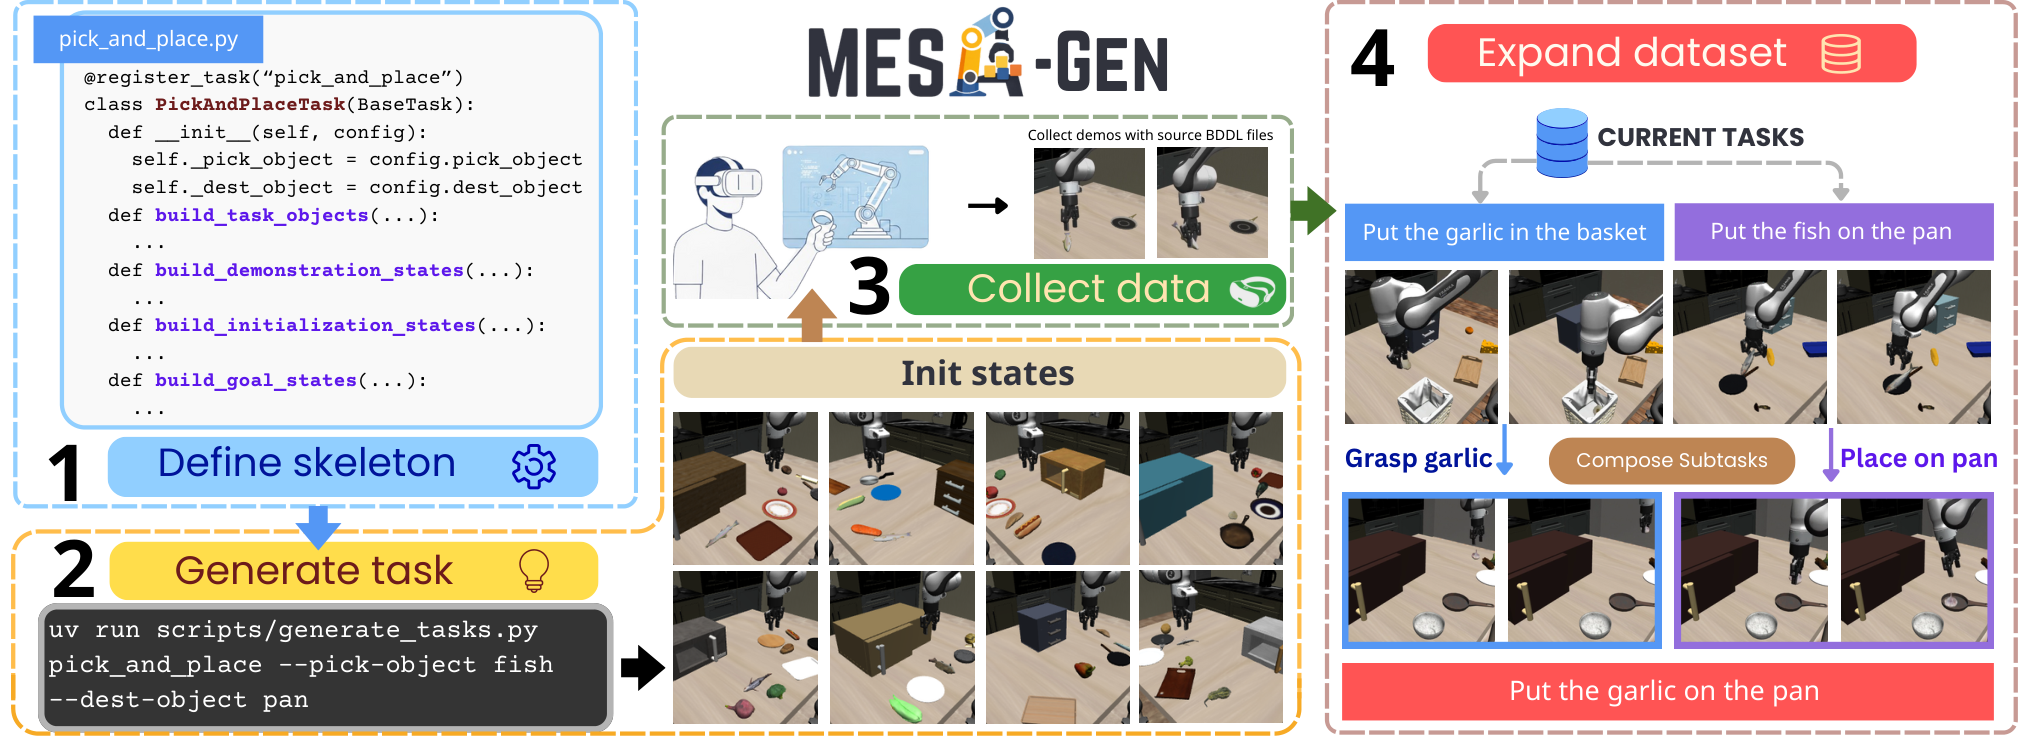 pick_and_place.py
@register_task(“pick_and_place”)
class PickAndPlaceTask(BaseTask):
def __init__(self, config):
self._pick_object = config.pick_object
self._dest_object = config.dest_object
def build_task_objects(...):
...
def build_demonstration_states(...):
...
def build_initialization_states(...):
...
def build_goal_states(...):
...
1 Define skeleton
2 Generate task
uv run scripts/generate_tasks.py
pick_and_place --pick-object fish
--dest-object pan
MESA-GEN
Collect demos with source BDDL files
3 Collect data
Init states
4 Expand dataset
CURRENT TASKS
Put the garlic in the basket
Put the fish on the pan
Grasp garlic
Compose Subtasks
Place on pan
Put the garlic on the pan